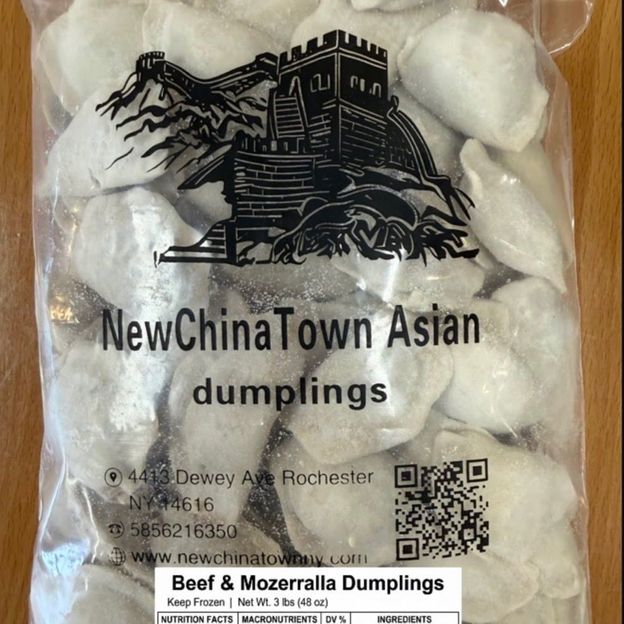 NewChinaTown Asian
dumplings
4413 Dewey Ave Rochester
NY 14616
5856216350
www.newchinatownny.com
Beef & Mozerralla Dumplings
Keep Frozen | Net Wt. 3 lbs (48 oz)
NUTRITION FACTS MACRONUTRIENTS DV % INGREDIENTS